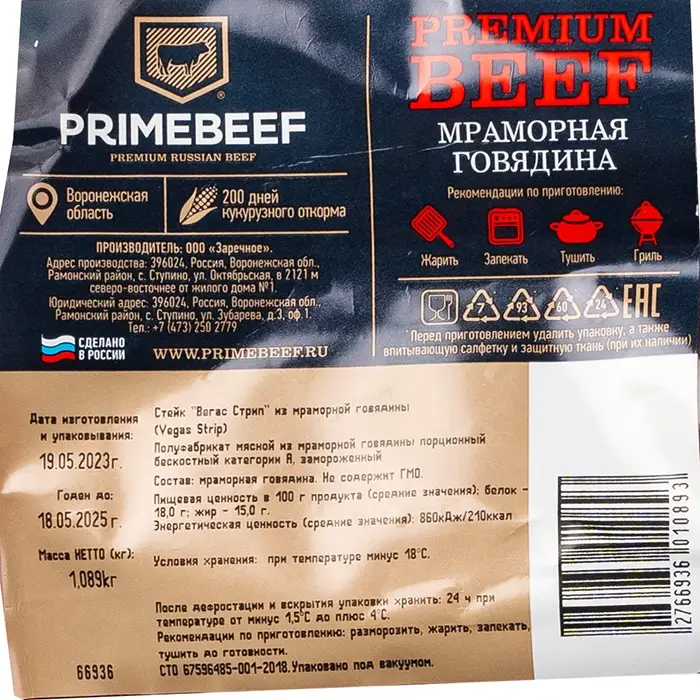 PRIMEBEEF
®
PREMIUM RUSSIAN BEEF
Воронежская
область
200 дней
кукурузного откорма
ПРОИЗВОДИТЕЛЬ: ООО «Заречное».
Адрес производства: 396024, Россия, Воронежская обл.,
Рамонский район, с. Ступино, ул. Октябрьская, в 2121 м
северо-восточнее от жилого дома №1.
Юридический адрес: 396024, Россия, Воронежская обл.,
Рамонский район, с. Ступино, ул. Зубарева, д.3, оф.1.
Тел.: +7 (473) 250 2779
СДЕЛАНО
В РОССИИ
WWW.PRIMEBEEF.RU
PREMIUM
BEEF
МРАМОРНАЯ
ГОВЯДИНА
Рекомендации по приготовлению:
Жарить Запекать Тушить Гриль
7 93 60 24 EAC
Перед приготовлением удалить упаковку, а также
впитывающую салфетку и защитную ткань (при их наличии)
Дата изготовления
и упаковывания:
19.05.2023г.
Годен до:
18.05.2025г.
Масса НЕТТО (кг):
1,089кг
66936
Стейк "Вегас Стрип" из мраморной говядины
(Vegas Strip)
Полуфабрикат мясной из мраморной говядины порционный
бескостный категории А, замороженный
Состав: мраморная говядина. Не содержит ГМО.
Пищевая ценность в 100 г продукта (средние значения); белок -
18,0 г; жир - 15,0 г.
Энергетическая ценность (средние значения): 860кДж/210ккал
Условия хранения: при температуре минус 18°С.
После дефростации и вскрытия упаковки хранить: 24 ч при
температуре от минус 1,5°С до плюс 4°С.
Рекомендации по приготовлению: разморозить, жарить, запекать,
тушить до готовности.
СТО 67596485-001-2018.Упаковано под вакуумом.
2766936010893